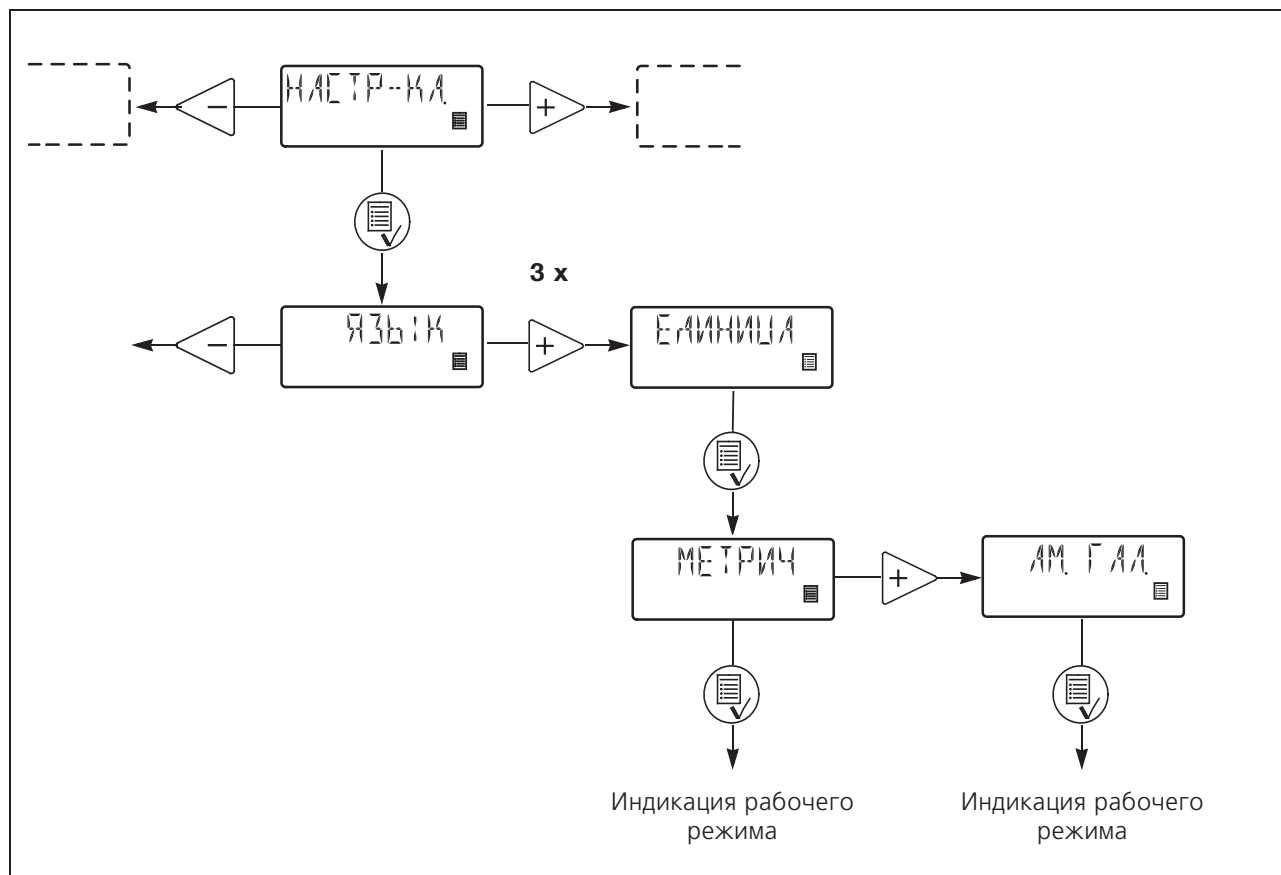 НАСТР-КА.
−
+
3 x
ЯЗЫК
−
+
ЕДИНИЦА
МЕТРИЧ
+
АМ. ГАЛ.
Индикация рабочего
режима
Индикация рабочего
режима